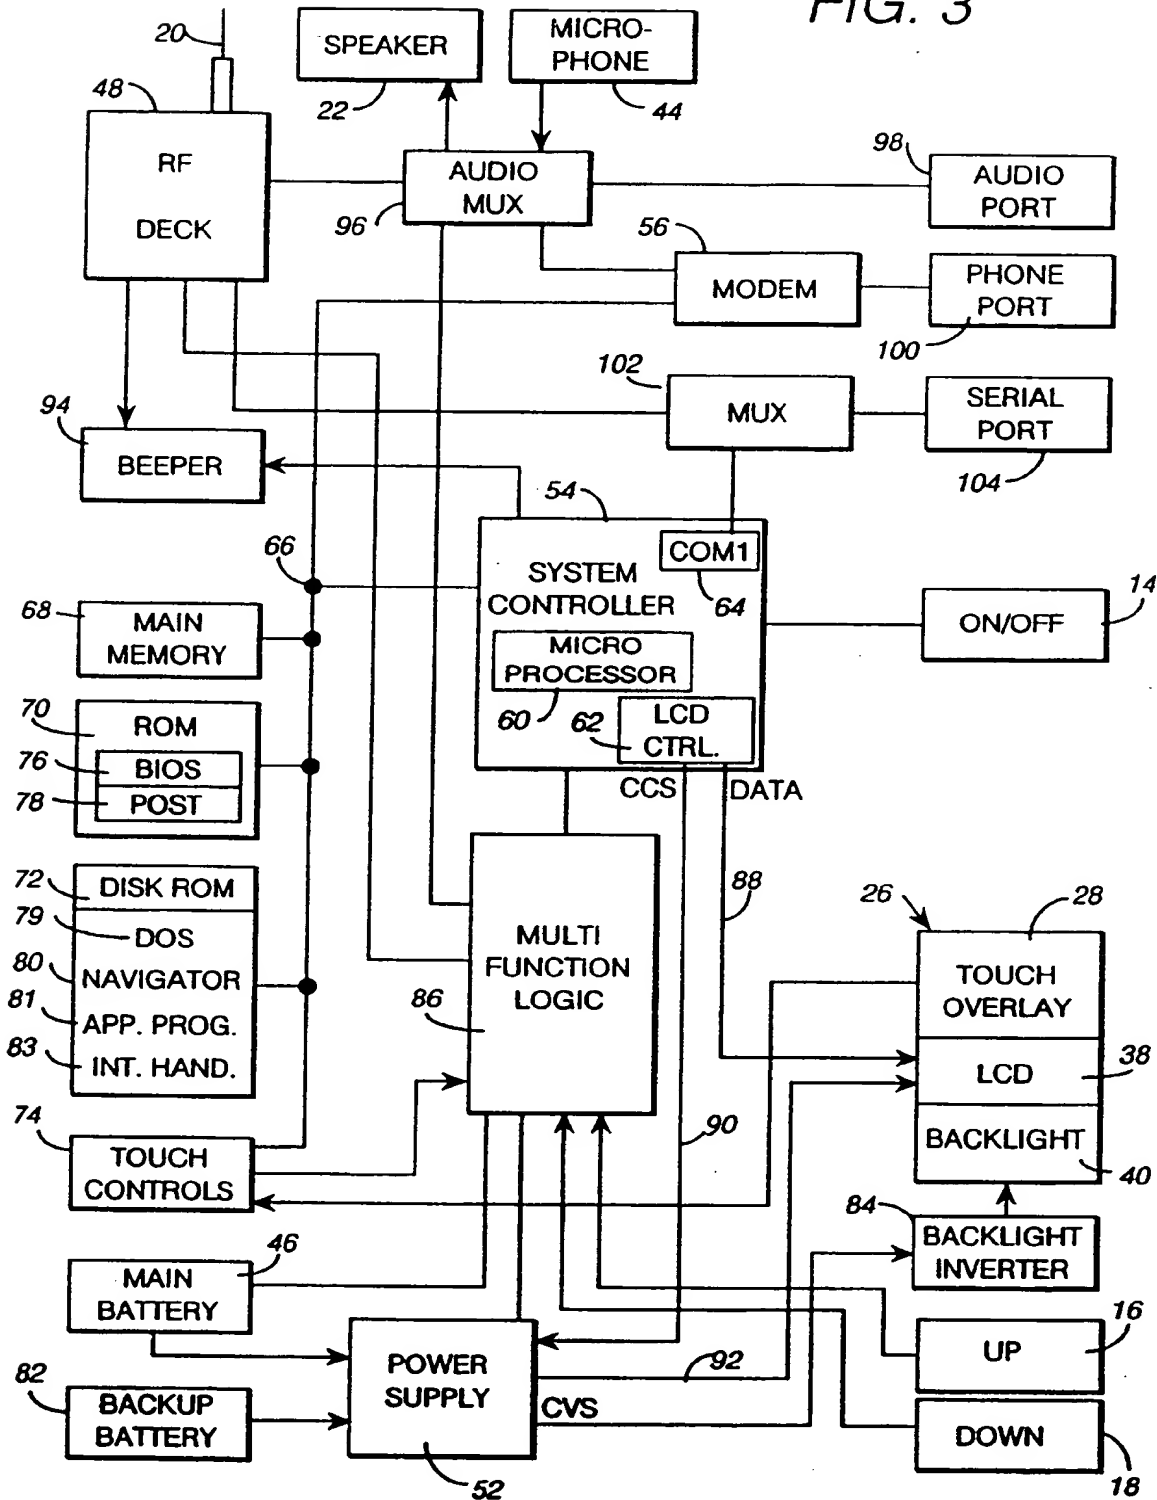 FIG. 3
20
SPEAKER
22
MICRO-
PHONE
44
48
RF
DECK
AUDIO
MUX
96
98
AUDIO
PORT
56
MODEM
PHONE
PORT
100
102
MUX
SERIAL
PORT
104
94
BEEPER
54
COM1
64
SYSTEM
CONTROLLER
MICRO
PROCESSOR
60
62
LCD
CTRL.
CCS
DATA
66
ON/OFF
14
68
MAIN
MEMORY
70
ROM
76
BIOS
78
POST
72
DISK ROM
79
DOS
80
NAVIGATOR
81
APP. PROG.
83
INT. HAND.
MULTI
FUNCTION
LOGIC
86
88
26
28
TOUCH
OVERLAY
LCD
38
BACKLIGHT
40
90
74
TOUCH
CONTROLS
84
BACKLIGHT
INVERTER
46
MAIN
BATTERY
82
BACKUP
BATTERY
POWER
SUPPLY
52
92
CVS
UP
16
DOWN
18